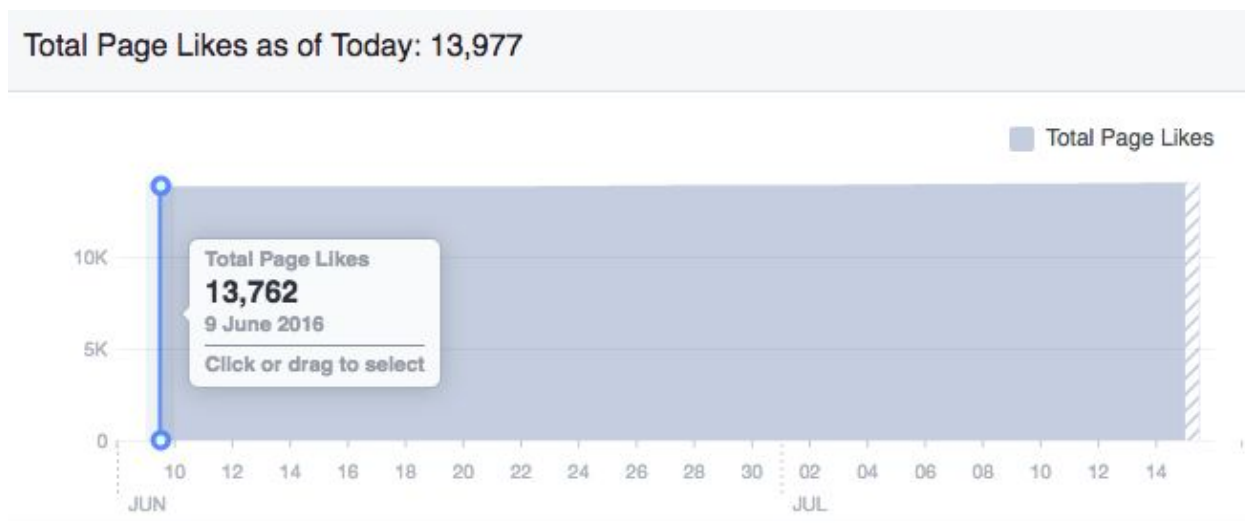 Total Page Likes as of Today: 13,977
Total Page Likes
10K
5K
0
Total Page Likes
13,762
9 June 2016
Click or drag to select
10 12 14 16 18 20 22 24 26 28 30 02 04 06 08 10 12 14
JUN JUL